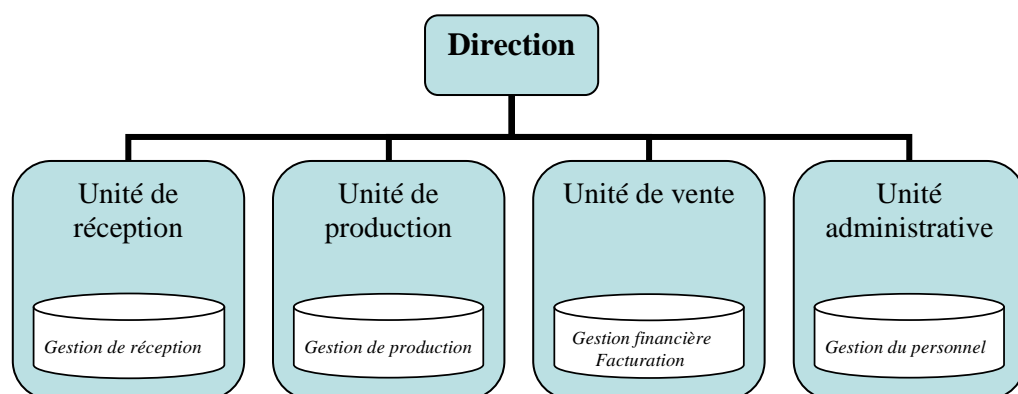 Direction
Unité de
réception
Gestion de réception
Unité de
production
Gestion de production
Unité de vente
Gestion financière
Facturation
Unité
administrative
Gestion du personnel